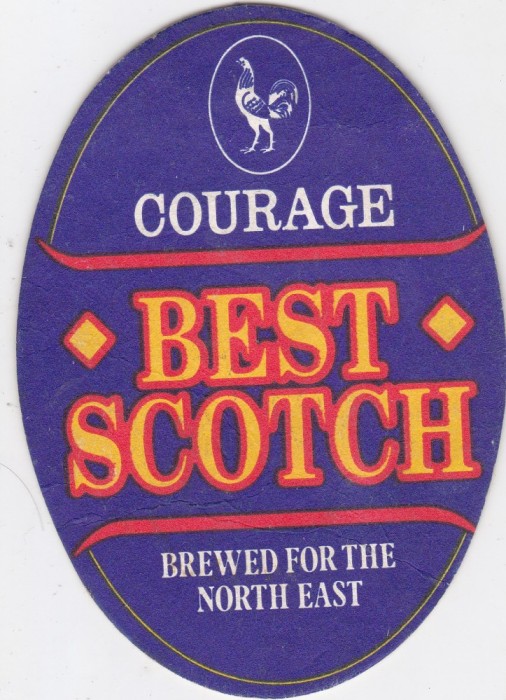 COURAGE
BEST
SCOTCH
BREWED FOR THE
NORTH EAST